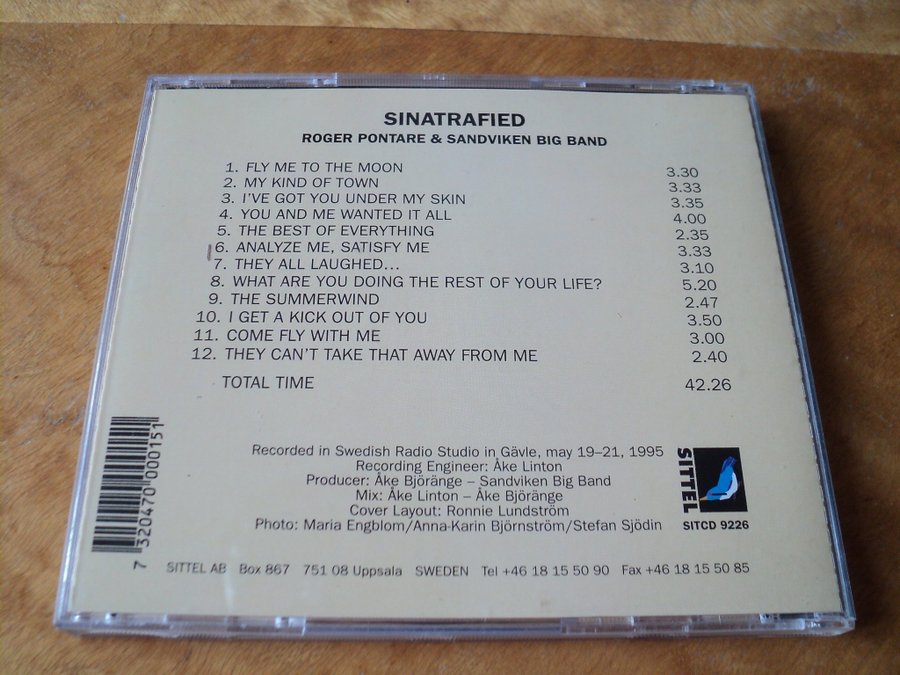 SINATRAFIED
ROGER PONTARE & SANDVIKEN BIG BAND
1. FLY ME TO THE MOON 3.30
2. MY KIND OF TOWN 3.33
3. I'VE GOT YOU UNDER MY SKIN 3.35
4. YOU AND ME WANTED IT ALL 4.00
5. THE BEST OF EVERYTHING 2.35
6. ANALYZE ME, SATISFY ME 3.33
7. THEY ALL LAUGHED... 3.10
8. WHAT ARE YOU DOING THE REST OF YOUR LIFE? 5.20
9. THE SUMMERWIND 2.47
10. I GET A KICK OUT OF YOU 3.50
11. COME FLY WITH ME 3.00
12. THEY CAN'T TAKE THAT AWAY FROM ME 2.40
TOTAL TIME 42.26
Recorded in Swedish Radio Studio in Gävle, may 19–21, 1995
Recording Engineer: Åke Linton
Producer: Åke Björänge – Sandviken Big Band
Mix: Åke Linton – Åke Björänge
Cover Layout: Ronnie Lundström
Photo: Maria Engblom/Anna-Karin Björnström/Stefan Sjödin
SITTEL
SITCD 9226
7 320470 000151
SITTEL AB Box 867 751 08 Uppsala SWEDEN Tel +46 18 15 50 90 Fax +46 18 15 50 85